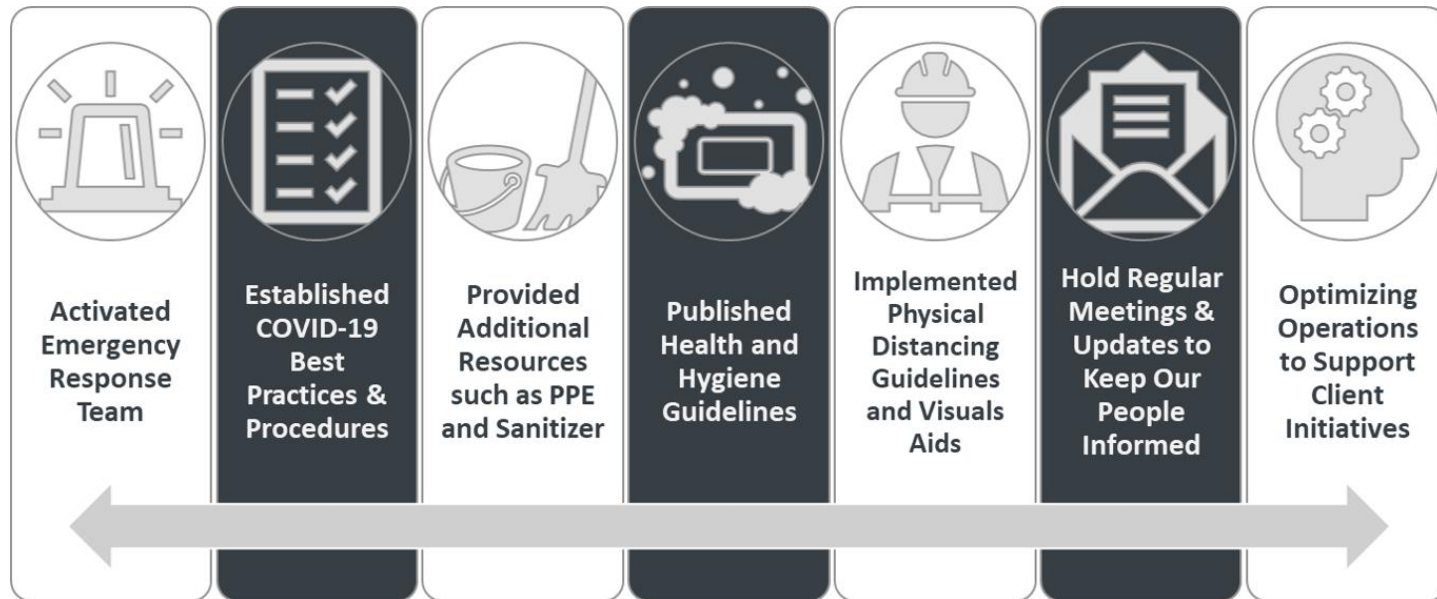 Activated
Emergency
Response
Team
Established
COVID-19
Best
Practices &
Procedures
Provided
Additional
Resources
such as PPE
and Sanitizer
Published
Health and
Hygiene
Guidelines
Implemented
Physical
Distancing
Guidelines
and Visuals
Aids
Hold Regular
Meetings &
Updates to
Keep Our
People
Informed
Optimizing
Operations
to Support
Client
Initiatives